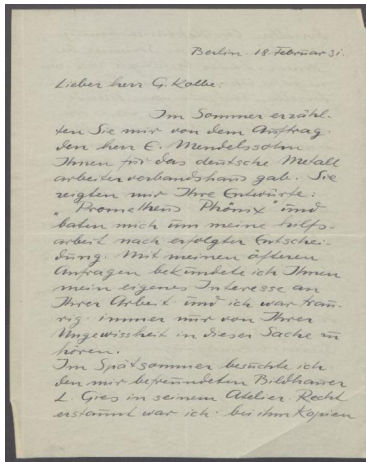 Berlin 18 Februar 31.
Lieber herr G. Kolbe:
Im Sommer erzähl-
ten Sie mir von dem Auftrag
den herr E. Mendelssohn
Ihnen für das deutsche Metall
arbeiterverbandshaus gab. Sie
zeigten mir Ihre Entwürfe:
"Prometheus Phönix" und
baten mich um meine hilfs-
arbeit nach erfolgter Entschei-
dung. Mit meinen öfteren
Anfragen bekundete ich Ihnen
mein eigenes Interesse an
Ihrer Arbeit und ich war trau-
rig immer nur von Ihrer
Ungewissheit in dieser Sache zu
hören.
Im Spätsommer besuchte ich
den mir befreundeten Bildhauer
L. Gies in seinem Atelier. Recht
erstaunt war ich bei ihm Kopien